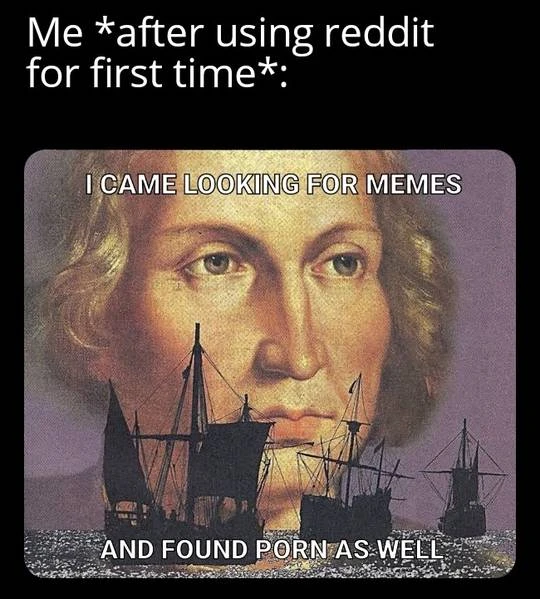 Me *after using reddit
for first time*:
I CAME LOOKING FOR MEMES
AND FOUND PORN AS WELL